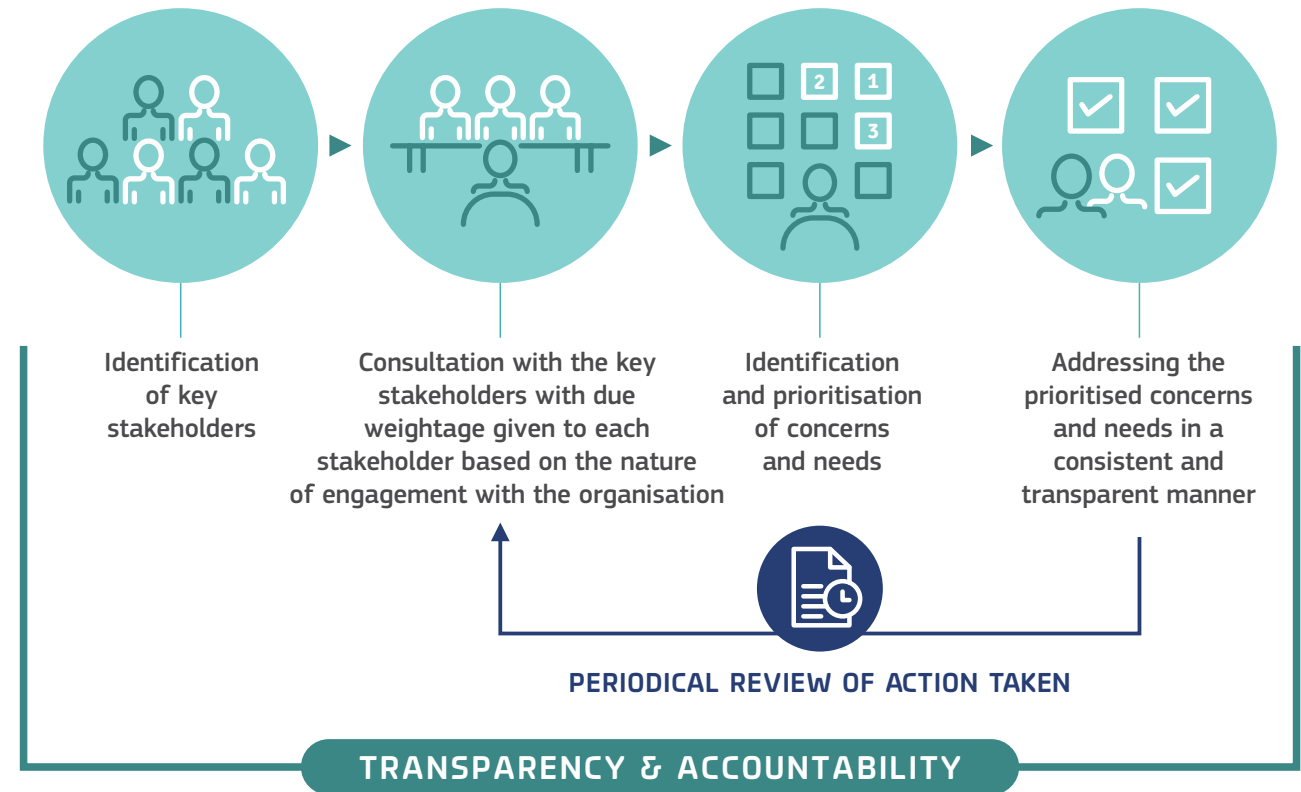 2 1
3
Identification
of key
stakeholders
Consultation with the key
stakeholders with due
weightage given to each
stakeholder based on the nature
of engagement with the organisation
Identification
and prioritisation
of concerns
and needs
Addressing the
prioritised concerns
and needs in a
consistent and
transparent manner
PERIODICAL REVIEW OF ACTION TAKEN
TRANSPARENCY & ACCOUNTABILITY